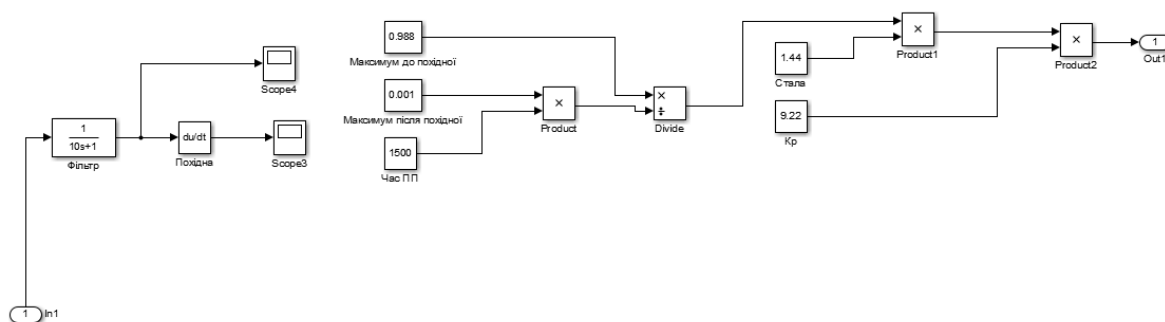 0.988
Максимум до похідної
0.001
Максимум після похідної
1500
Час ПП
×
Product
×
÷
Divide
1.44
Стала
9.22
Кр
×
Product1
×
Product2
1
Out1
Scope4
1
10s+1
Фільтр
du/dt
Похідна
Scope3
1
In1